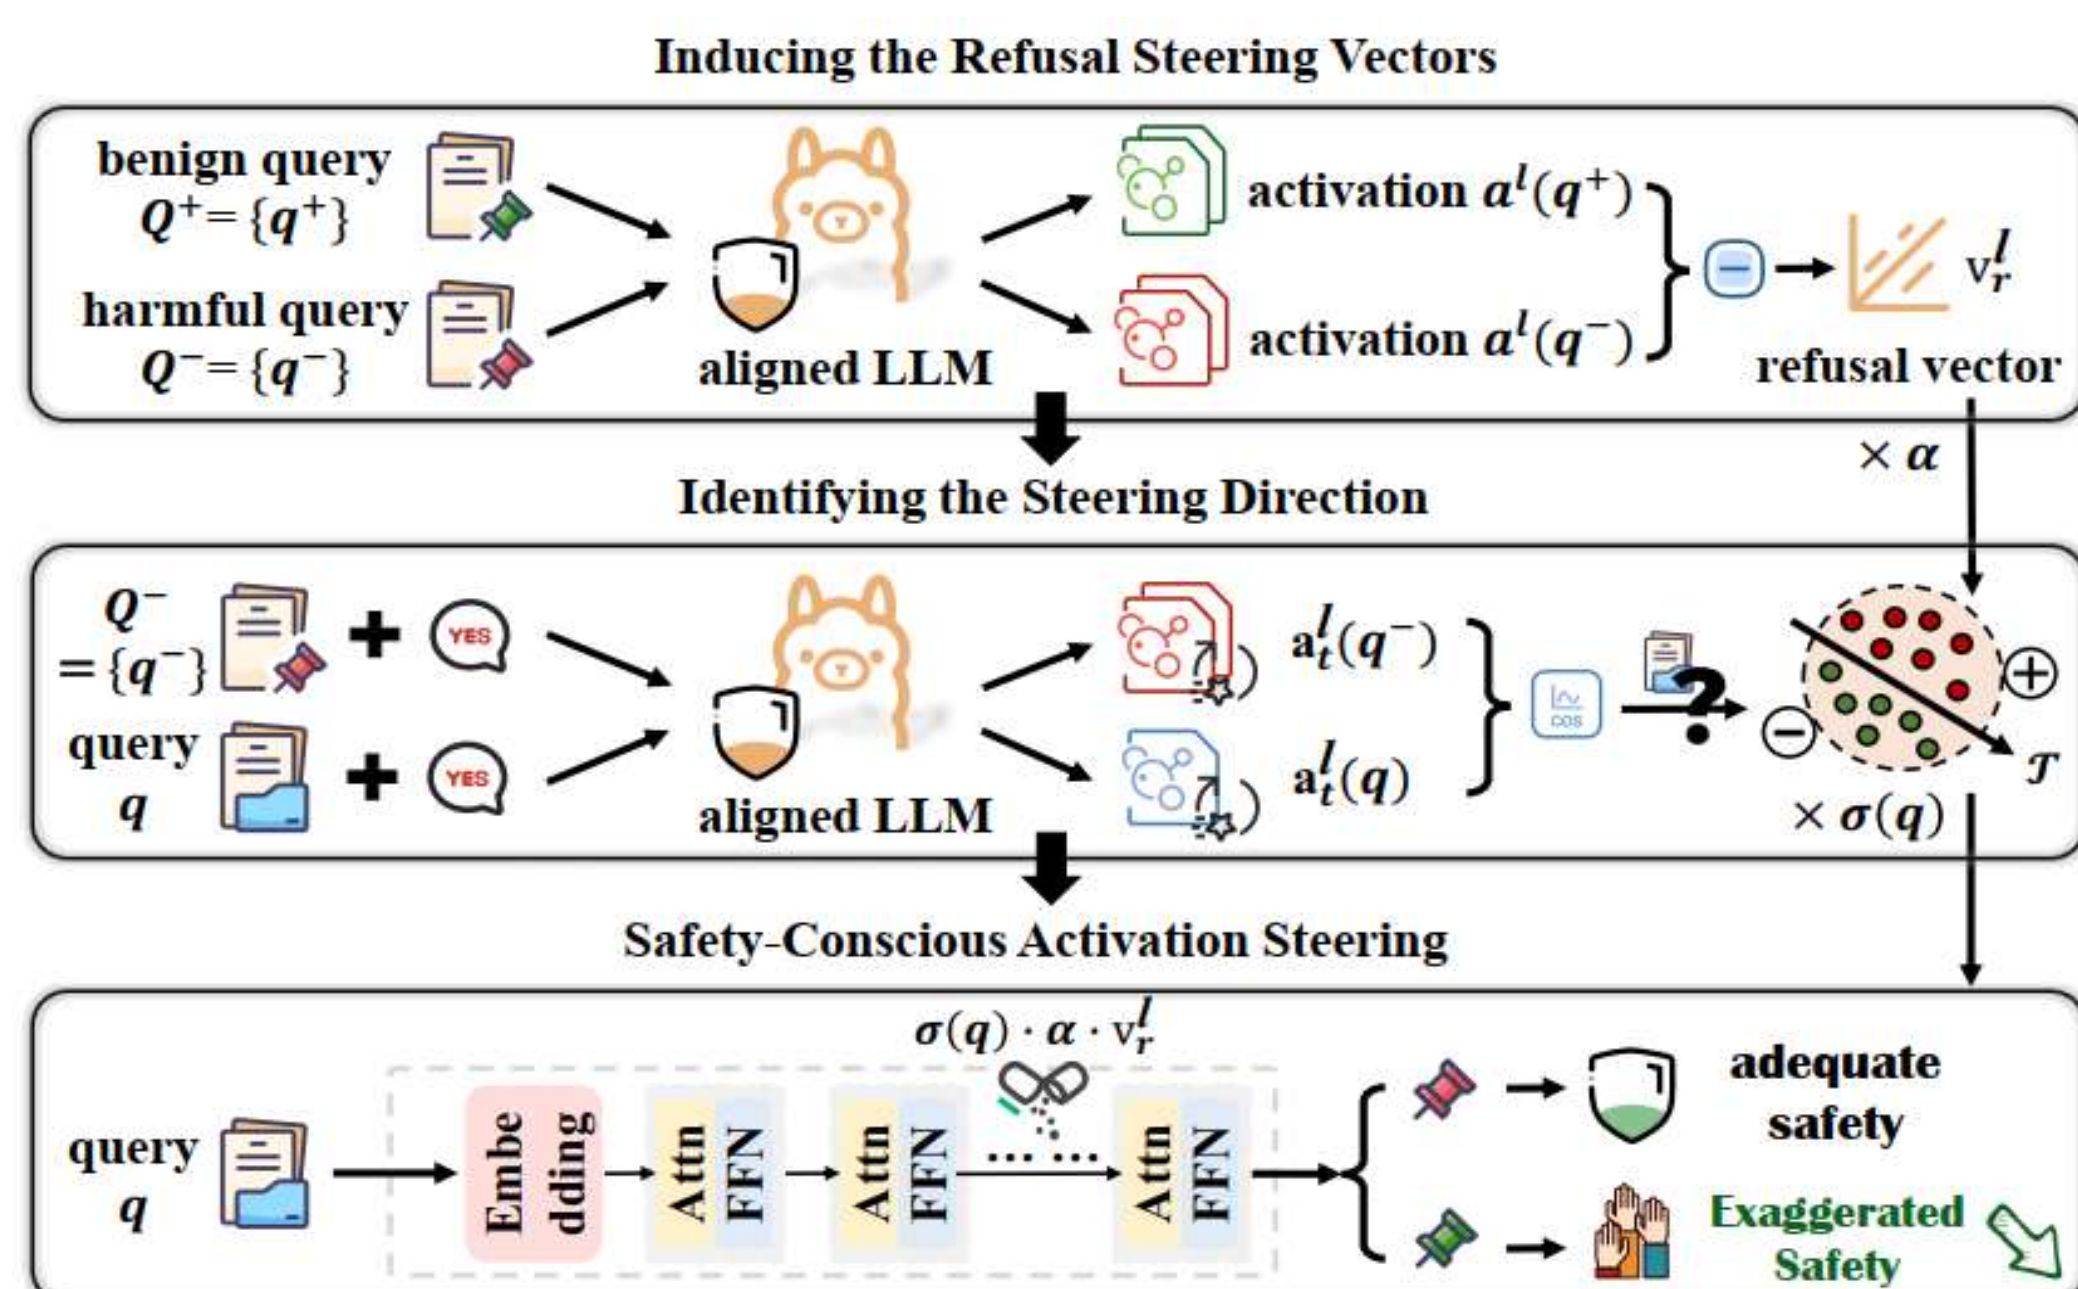 Inducing the Refusal Steering Vectors
benign query
Q⁺= {q⁺}
harmful query
Q⁻= {q⁻}
aligned LLM
activation aˡ(q⁺)
activation aˡ(q⁻)
vᵣˡ
refusal vector
× α
Identifying the Steering Direction
Q⁻
= {q⁻}
YES
query
q
YES
aligned LLM
aₜˡ(q⁻)
aₜˡ(q)
cos
?
𝒯
× σ(q)
Safety-Conscious Activation Steering
σ(q) · α · vᵣˡ
query
q
Embe
dding
Attn
FFN
Attn
FFN
... ...
Attn
FFN
adequate
safety
Exaggerated
Safety